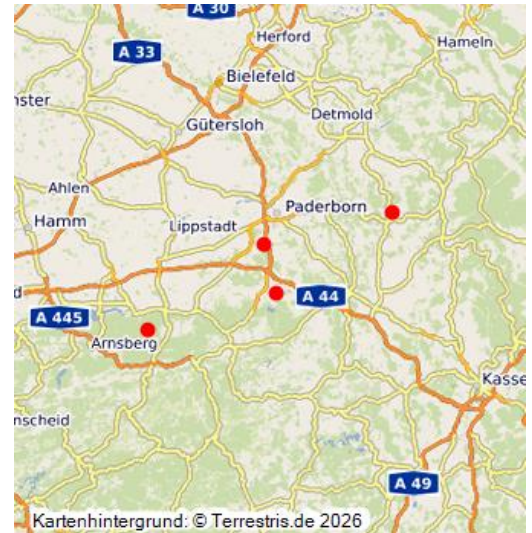 A 30
Herford
Hameln
A 33
Bielefeld
nster
Detmold
Gütersloh
Ahlen
Paderborn
Hamm
Lippstadt
d
A 44
A 445
Arnsberg
Kasse
nscheid
A 49
Kartenhintergrund: © Terrestris.de 2026